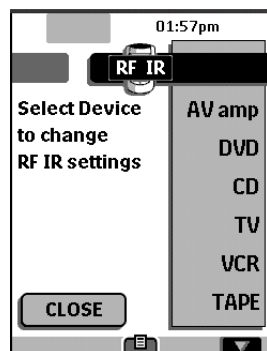 01:57pm
RF IR
Select Device
to change
RF IR settings
AV amp
DVD
CD
TV
VCR
TAPE
CLOSE